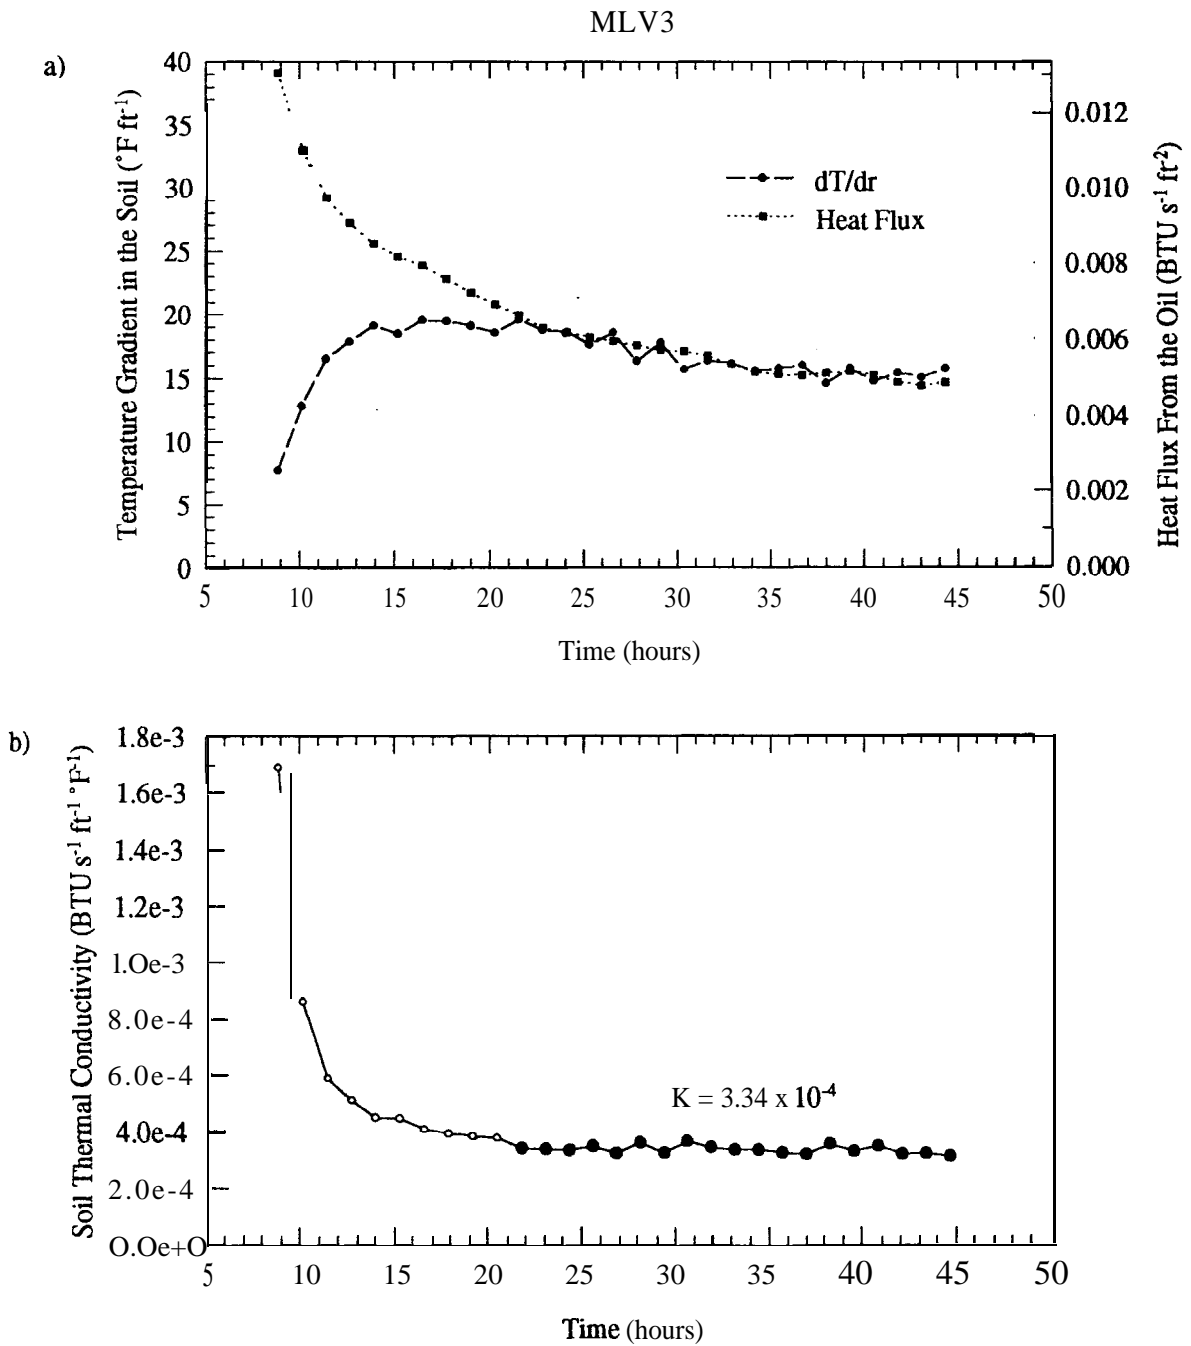 MLV3
a)
Temperature Gradient in the Soil (°F ft-1)
40
35
30
25
20
15
10
5
0
dT/dr
Heat Flux
0.012
0.010
0.008
0.006
0.004
0.002
0.000
Heat Flux From the Oil (BTU s-1 ft-2)
5 10 15 20 25 30 35 40 45 50
Time (hours)
b)
Soil Thermal Conductivity (BTU s-1 ft-1 °F-1)
1.8e-3
1.6e-3
1.4e-3
1.2e-3
1.0e-3
8.0e-4
6.0e-4
4.0e-4
2.0e-4
0.0e+0
K = 3.34 x 10-4
5 10 15 20 25 30 35 40 45 50
Time (hours)